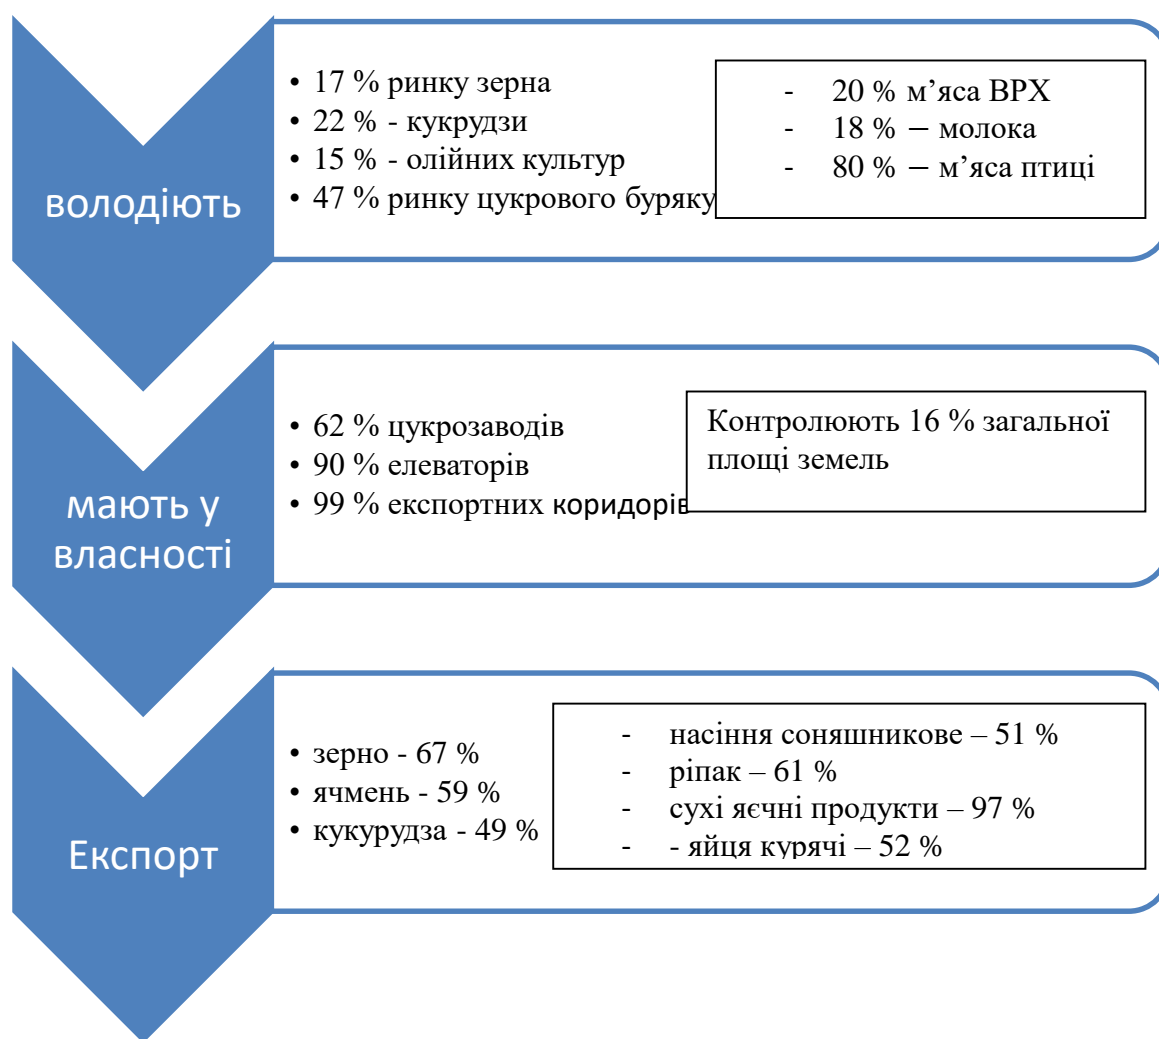 володіють
• 17 % ринку зерна
• 22 % - кукрудзи
• 15 % - олійних культур
• 47 % ринку цукрового буряку
- 20 % м’яса ВРХ
- 18 % – молока
- 80 % – м’яса птиці
мають у
власності
• 62 % цукрозаводів
• 90 % елеваторів
• 99 % експортних коридорів
Контролюють 16 % загальної
площі земель
Експорт
• зерно - 67 %
• ячмень - 59 %
• кукурудза - 49 %
- насіння соняшникове – 51 %
- ріпак – 61 %
- сухі яєчні продукти – 97 %
- - яйця курячі – 52 %